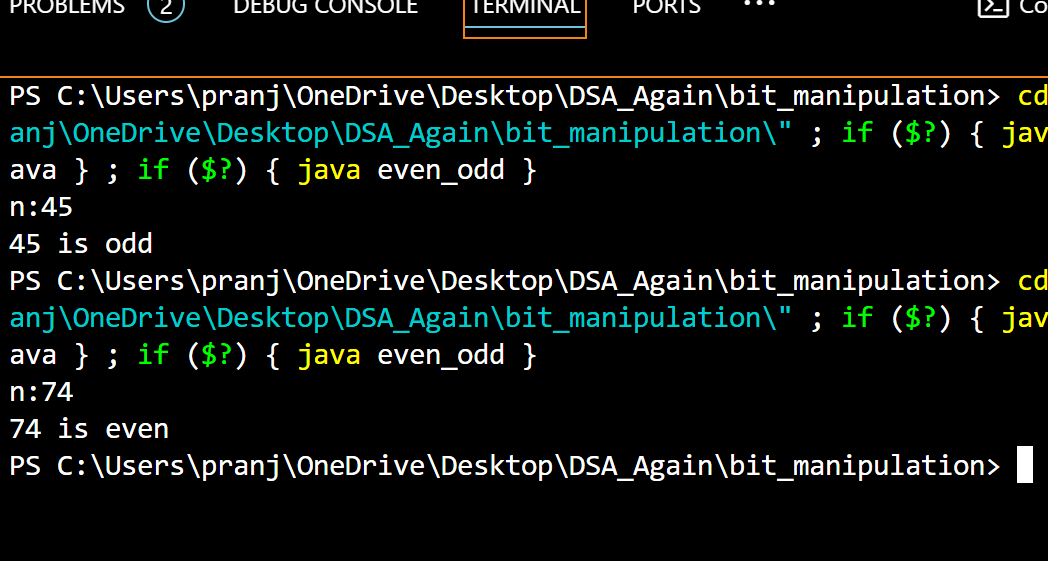 PROBLEMS 2 DEBUG CONSOLE TERMINAL PORTS ...
PS C:\Users\pranj\OneDrive\Desktop\DSA_Again\bit_manipulation> cd
anj\OneDrive\Desktop\DSA_Again\bit_manipulation\" ; if ($?) { jav
ava } ; if ($?) { java even_odd }
n:45
45 is odd
PS C:\Users\pranj\OneDrive\Desktop\DSA_Again\bit_manipulation> cd
anj\OneDrive\Desktop\DSA_Again\bit_manipulation\" ; if ($?) { jav
ava } ; if ($?) { java even_odd }
n:74
74 is even
PS C:\Users\pranj\OneDrive\Desktop\DSA_Again\bit_manipulation>